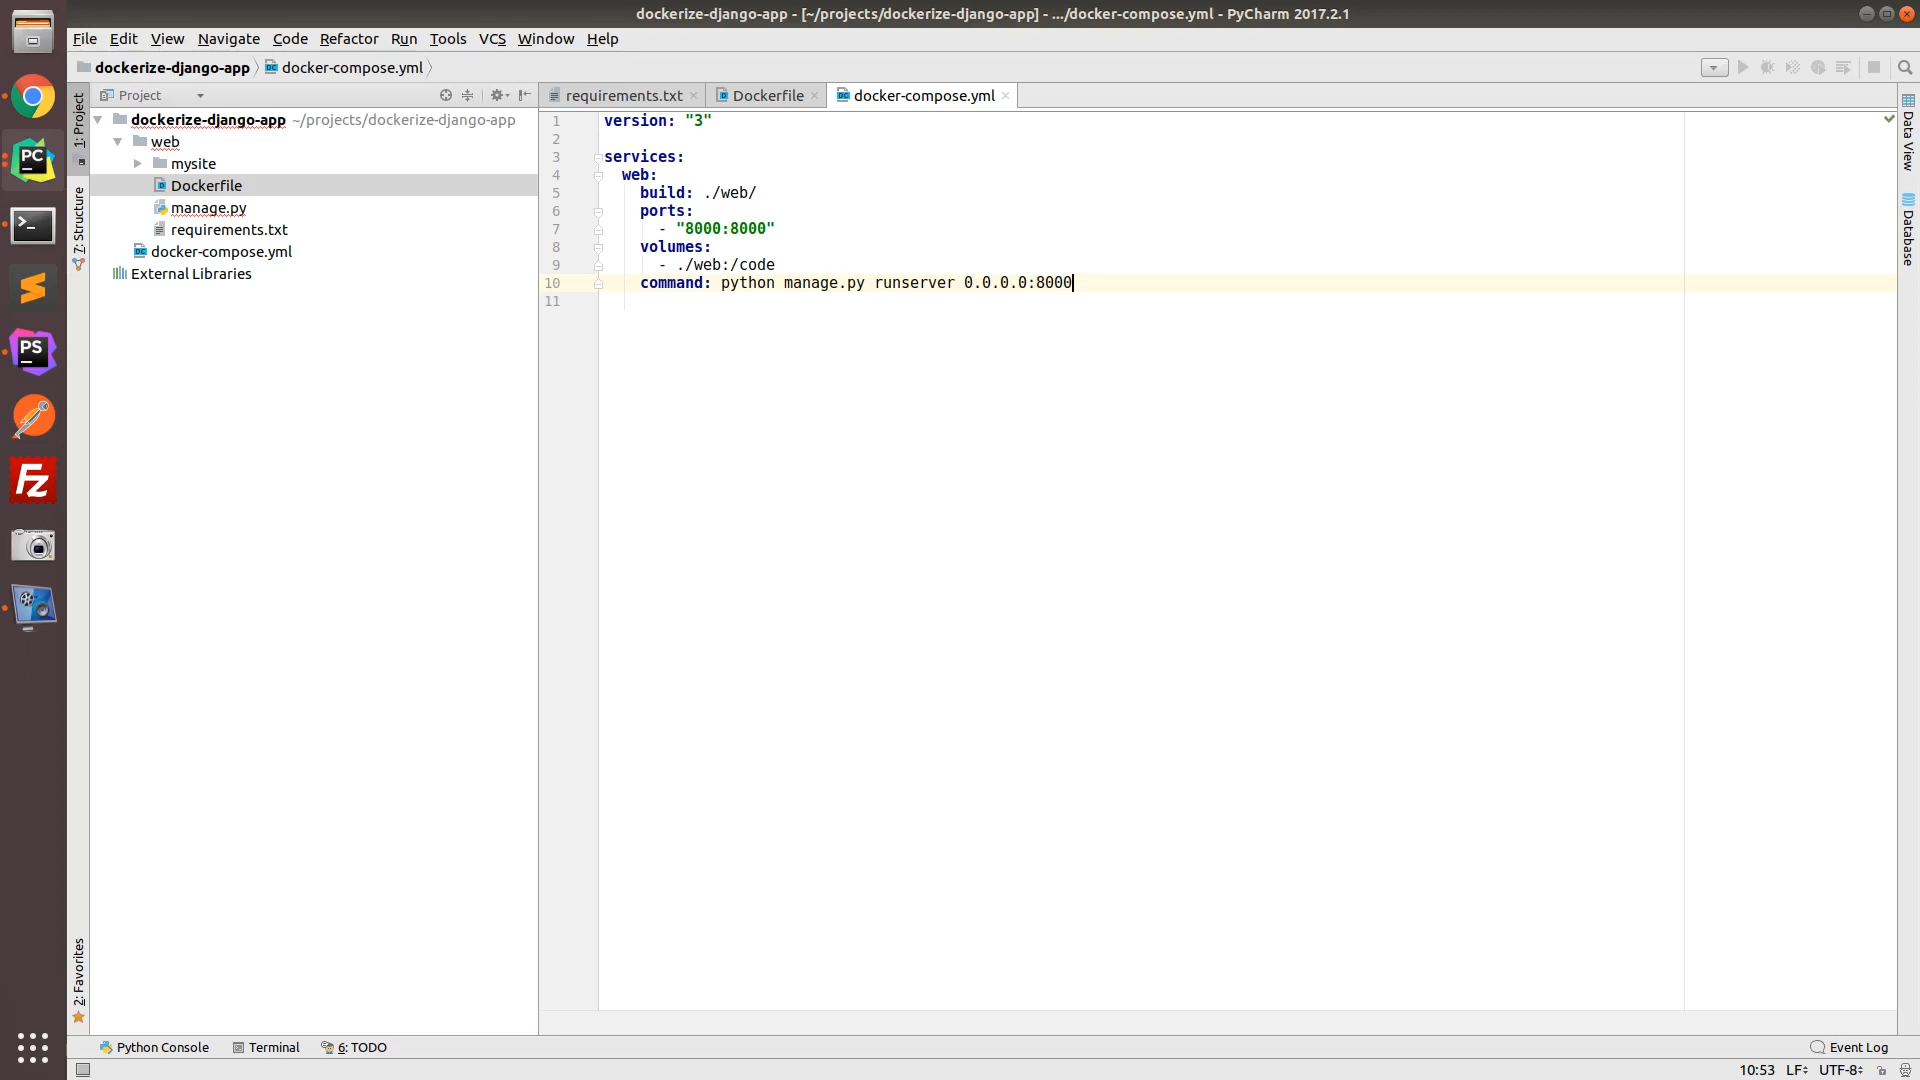 dockerize-django-app - [~/projects/dockerize-django-app] - .../docker-compose.yml - PyCharm 2017.2.1
File Edit View Navigate Code Refactor Run Tools VCS Window Help
dockerize-django-app docker-compose.yml
Project
requirements.txt Dockerfile docker-compose.yml
dockerize-django-app ~/projects/dockerize-django-app
web
mysite
Dockerfile
manage.py
requirements.txt
docker-compose.yml
External Libraries
1 version: "3"
2
3 services:
4 web:
5 build: ./web/
6 ports:
7 - "8000:8000"
8 volumes:
9 - ./web:/code
10 command: python manage.py runserver 0.0.0.0:8000
11
1: Project
7: Structure
2: Favorites
Data View
Database
PC
PS
Fz
Python Console Terminal 6: TODO Event Log
10:53 LF UTF-8